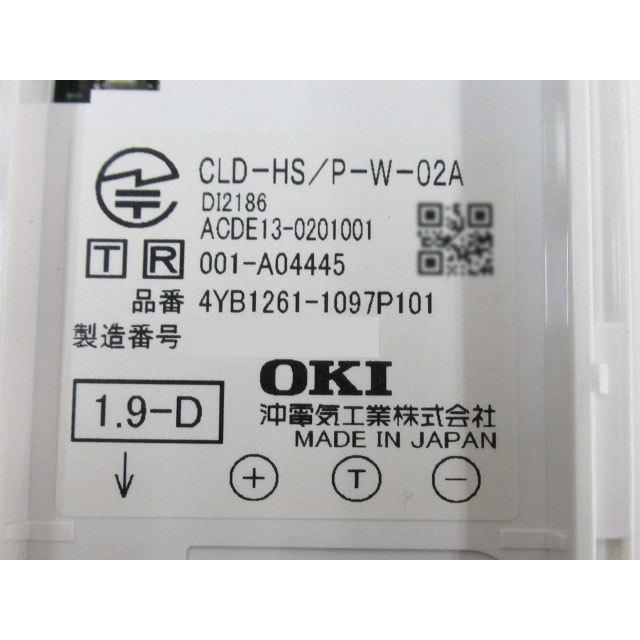 CLD-HS/P-W-02A
DI2186
ACDE13-0201001
T R 001-A04445
品番 4YB1261-1097P101
製造番号
1.9-D
OKI
沖電気工業株式会社
MADE IN JAPAN
+ T −